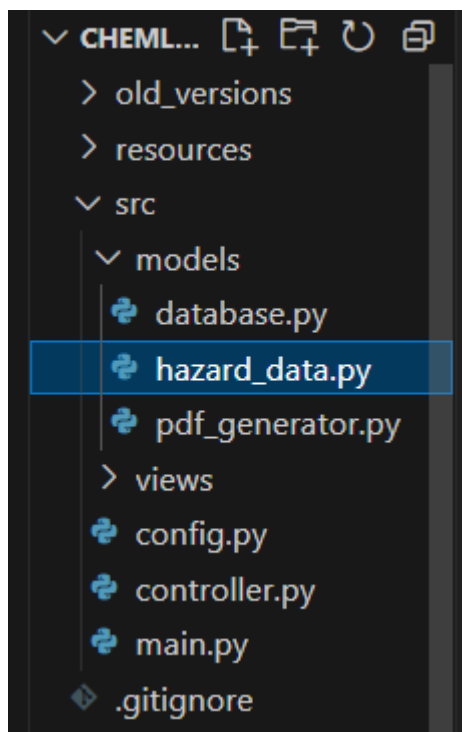 CHEML...
old_versions
resources
src
models
database.py
hazard_data.py
pdf_generator.py
views
config.py
controller.py
main.py
.gitignore